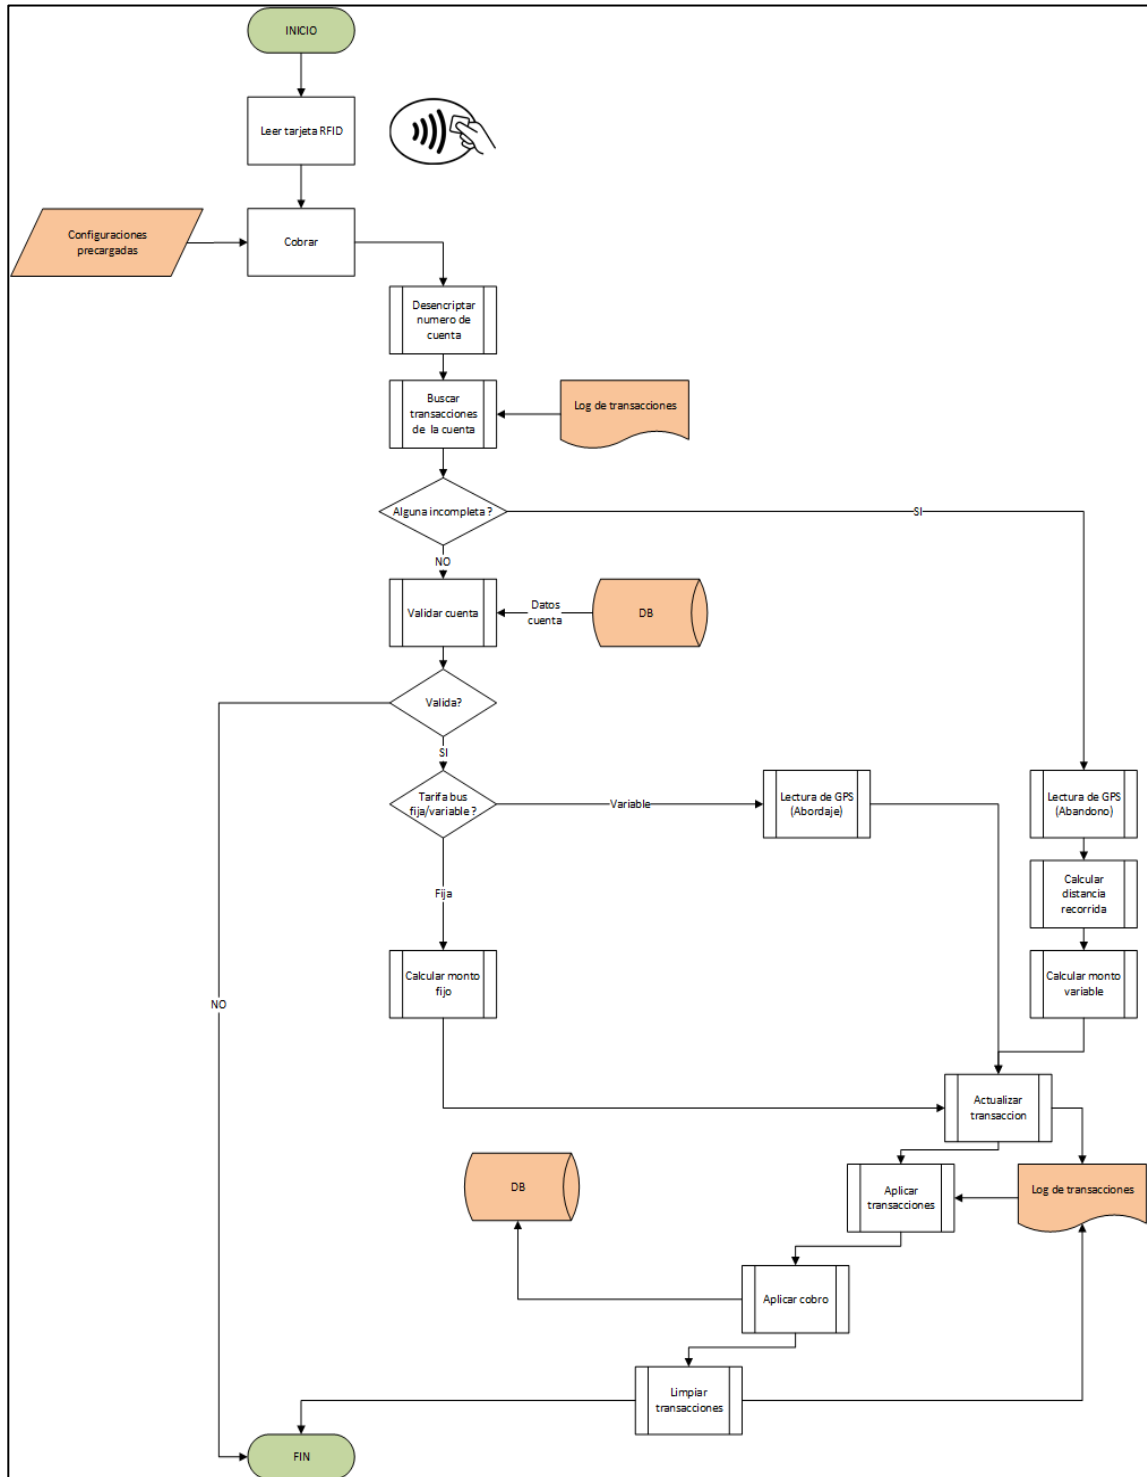 INICIO
Leer tarjeta RFID
Configuraciones
precargadas
Cobrar
Desencriptar
numero de
cuenta
Buscar
transacciones
de la cuenta
Log de transacciones
Alguna incompleta ?
SI
NO
Validar cuenta
Datos
cuenta
DB
Valida?
SI
Tarifa bus
fija/variable ?
Variable
Lectura de GPS
(Abordaje)
Lectura de GPS
(Abandono)
Calcular
distancia
recorrida
Fija
Calcular monto
fijo
Calcular monto
variable
NO
Actualizar
transaccion
DB
Aplicar
transacciones
Log de transacciones
Aplicar cobro
Limpiar
transacciones
FIN